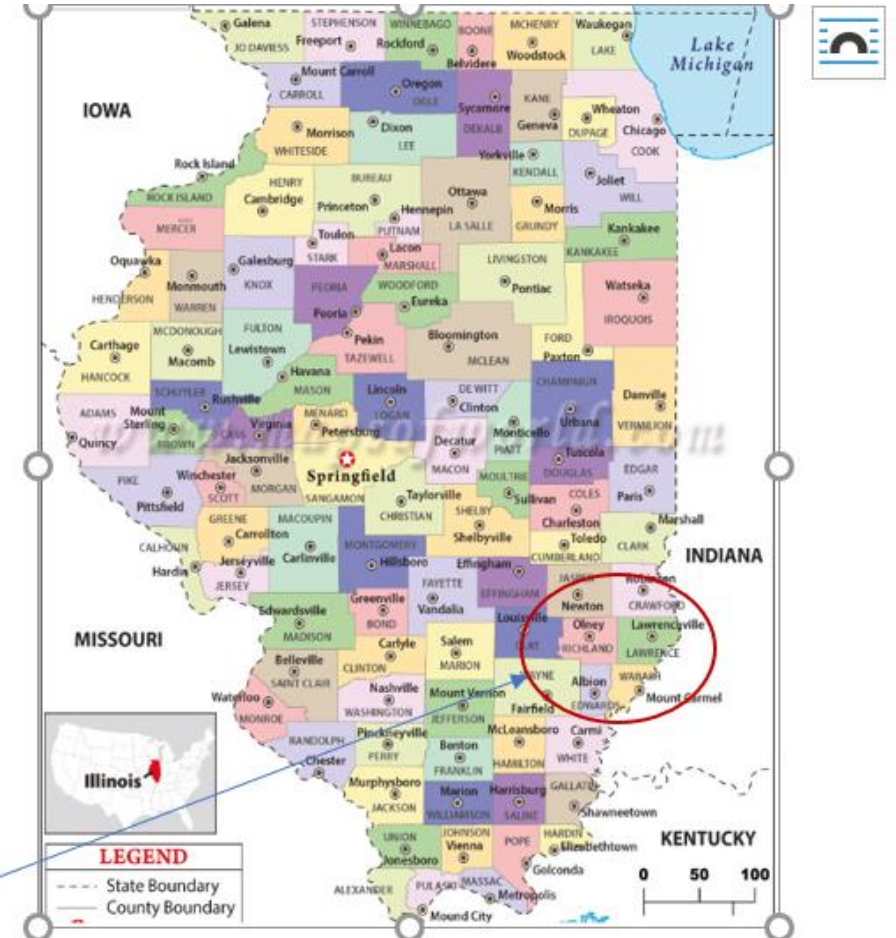 Galena
JO DAVIESS
STEPHENSON
Freeport
WINNEBAGO
Rockford
BOONE
Belvidere
MCHENRY
Woodstock
Waukegan
LAKE
Lake
Michigan
IOWA
Mount Carroll
CARROLL
Oregon
OGLE
Sycamore
DEKALB
KANE
Geneva
Wheaton
DUPAGE
Chicago
COOK
Morrison
WHITESIDE
Dixon
LEE
Yorkville
KENDALL
Joliet
WILL
Rock Island
ROCK ISLAND
HENRY
Cambridge
BUREAU
Princeton
Hennepin
PUTNAM
Ottawa
LA SALLE
Morris
GRUNDY
Kankakee
KANKAKEE
MERCER
Toulon
STARK
Lacon
MARSHALL
LIVINGSTON
Pontiac
Oquawka
HENDERSON
Monmouth
WARREN
Galesburg
KNOX
PEORIA
Peoria
WOODFORD
Eureka
Watseka
IROQUOIS
Carthage
HANCOCK
MCDONOUGH
Macomb
FULTON
Lewistown
Pekin
TAZEWELL
Bloomington
MCLEAN
FORD
Paxton
Havana
MASON
SCHUYLER
Rushville
Lincoln
LOGAN
DE WITT
Clinton
CHAMPAIGN
Urbana
Danville
VERMILION
ADAMS
Quincy
Mount
Sterling
BROWN
Virginia
CASS
MENARD
Petersburg
Decatur
MACON
Monticello
PIATT
Tuscola
DOUGLAS
EDGAR
Paris
PIKE
Pittsfield
Winchester
SCOTT
Jacksonville
MORGAN
Springfield
SANGAMON
Taylorville
CHRISTIAN
MOULTRIE
Sullivan
COLES
Charleston
SHELBY
Shelbyville
Toledo
CUMBERLAND
Marshall
CLARK
INDIANA
CALHOUN
Hardin
GREENE
Carrollton
Jerseyville
JERSEY
MACOUPIN
Carlinville
MONTGOMERY
Hillsboro
FAYETTE
Vandalia
Effingham
EFFINGHAM
JASPER
Newton
Robinson
CRAWFORD
MISSOURI
Edwardsville
MADISON
Greenville
BOND
Louisville
CLAY
Olney
RICHLAND
Lawrenceville
LAWRENCE
Belleville
SAINT CLAIR
Carlyle
CLINTON
Salem
MARION
WAYNE
Fairfield
Albion
EDWARDS
WABASH
Mount Carmel
Waterloo
MONROE
Nashville
WASHINGTON
Mount Vernon
JEFFERSON
RANDOLPH
Chester
Pinckneyville
PERRY
McLeansboro
HAMILTON
Carmi
WHITE
Benton
FRANKLIN
Murphysboro
JACKSON
Marion
WILLIAMSON
Harrisburg
SALINE
GALLATIN
Shawneetown
UNION
Jonesboro
JOHNSON
Vienna
POPE
Golconda
HARDIN
Elizabethtown
KENTUCKY
ALEXANDER
PULASKI
Mound City
MASSAC
Metropolis
Illinois
LEGEND
State Boundary
County Boundary
0 50 100